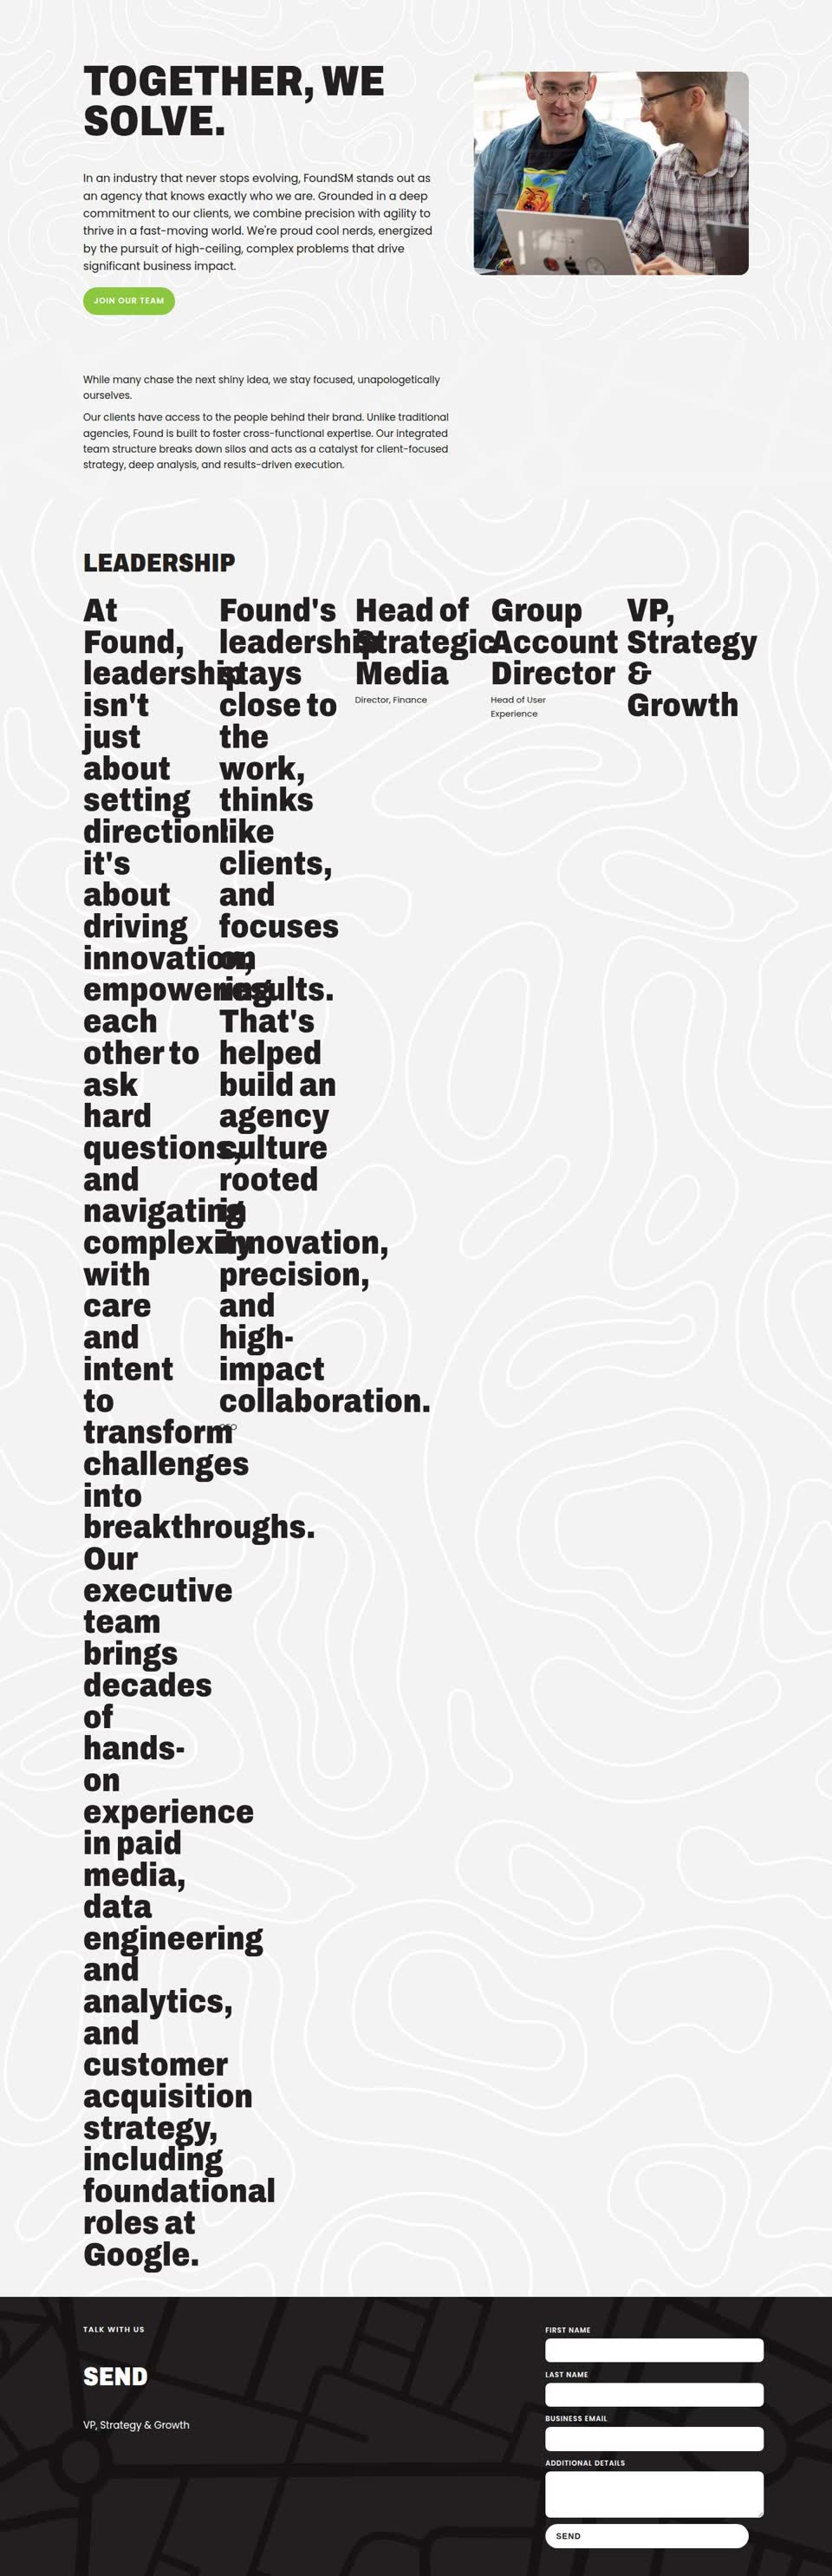 TOGETHER, WE
SOLVE.
In an industry that never stops evolving, FoundSM stands out as
an agency that knows exactly who we are. Grounded in a deep
commitment to our clients, we combine precision with agility to
thrive in a fast-moving world. We're proud cool nerds, energized
by the pursuit of high-ceiling, complex problems that drive
significant business impact.
JOIN OUR TEAM
While many chase the next shiny idea, we stay focused, unapologetically
ourselves.
Our clients have access to the people behind their brand. Unlike traditional
agencies, Found is built to foster cross-functional expertise. Our integrated
team structure breaks down silos and acts as a catalyst for client-focused
strategy, deep analysis, and results-driven execution.
LEADERSHIP
At
Found,
leadership
isn't
just
about
setting
direction:
it's
about
driving
innovation,
empowering
each
other to
ask
hard
questions,
and
navigating
complexity
with
care
and
intent
to
transform
challenges
into
breakthroughs.
Our
executive
team
brings
decades
of
hands-
on
experience
in paid
media,
data
engineering
and
analytics,
and
customer
acquisition
strategy,
including
foundational
roles at
Google.
Found's
leadership
stays
close to
the
work,
thinks
like
clients,
and
focuses
on
results.
That's
helped
build an
agency
culture
rooted
in
innovation,
precision,
and
high-
impact
collaboration.
CFO
Head of
Strategic
Media
Director, Finance
Group
Account
Director
Head of User
Experience
VP,
Strategy
&
Growth
TALK WITH US
SEND
VP, Strategy & Growth
FIRST NAME
LAST NAME
BUSINESS EMAIL
ADDITIONAL DETAILS
SEND